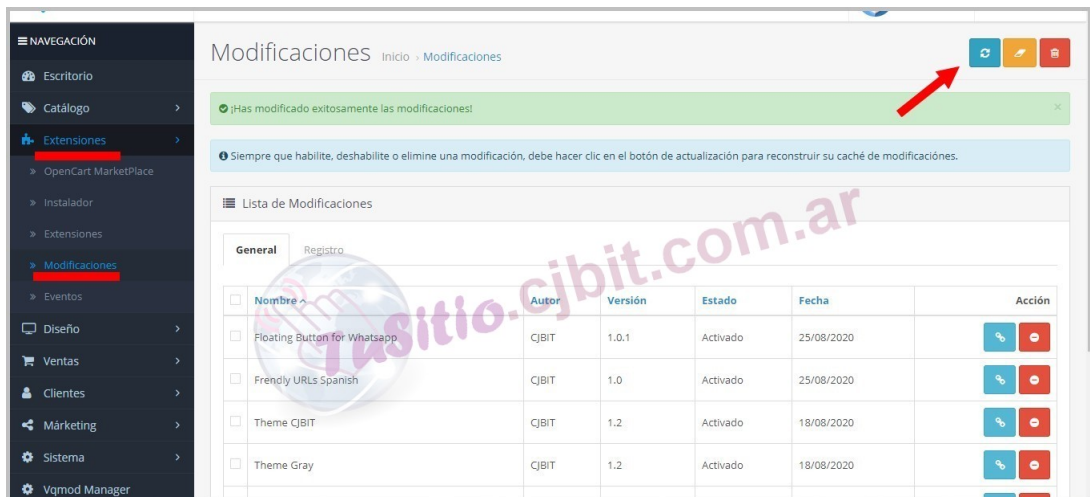 NAVEGACIÓN
Escritorio
Catálogo
Extensiones
» OpenCart MarketPlace
» Instalador
» Extensiones
» Modificaciones
» Eventos
Diseño
Ventas
Clientes
Márketing
Sistema
Vqmod Manager
Modificaciones Inicio › Modificaciones
¡Has modificado exitosamente las modificaciones! ×
Siempre que habilite, deshabilite o elimine una modificación, debe hacer clic en el botón de actualización para reconstruir su caché de modificaciónes.
Lista de Modificaciones
General Registro
Nombre Autor Versión Estado Fecha Acción
Floating Button for Whatsapp CJBIT 1.0.1 Activado 25/08/2020
Frendly URLs Spanish CJBIT 1.0 Activado 25/08/2020
Theme CJBIT CJBIT 1.2 Activado 18/08/2020
Theme Gray CJBIT 1.2 Activado 18/08/2020
TuSitio.cjbit.com.ar